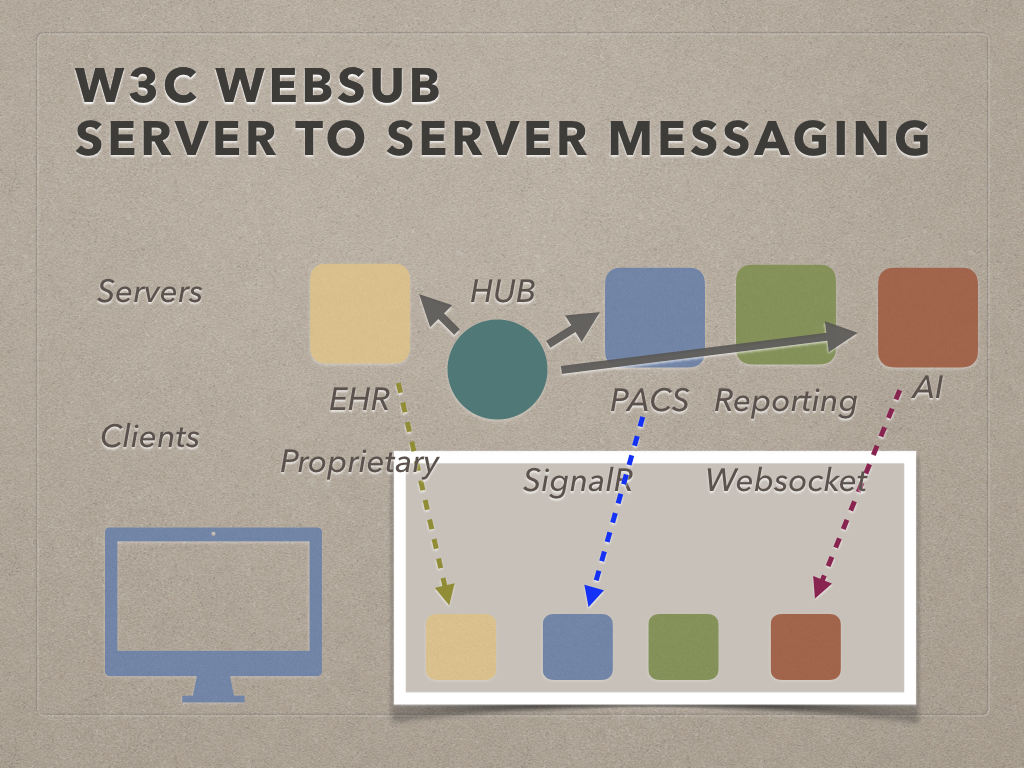 W3C WEBSUB
SERVER TO SERVER MESSAGING
Servers
HUB
EHR
PACS
Reporting
AI
Clients
Proprietary
SignalR
Websocket